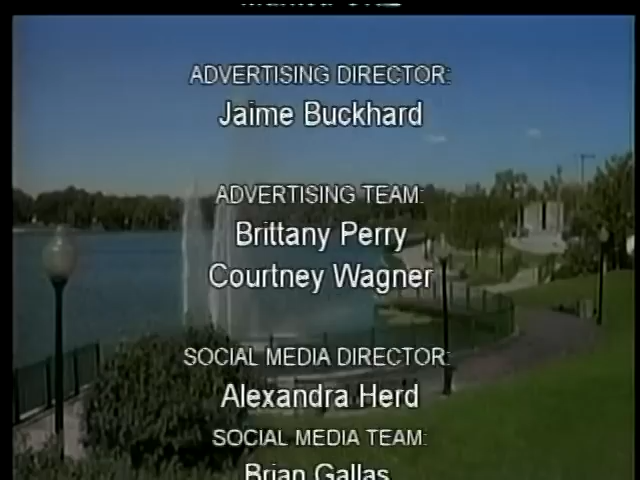 ADVERTISING DIRECTOR:
Jaime Buckhard
ADVERTISING TEAM:
Brittany Perry
Courtney Wagner
SOCIAL MEDIA DIRECTOR:
Alexandra Herd
SOCIAL MEDIA TEAM:
Brian Gallas